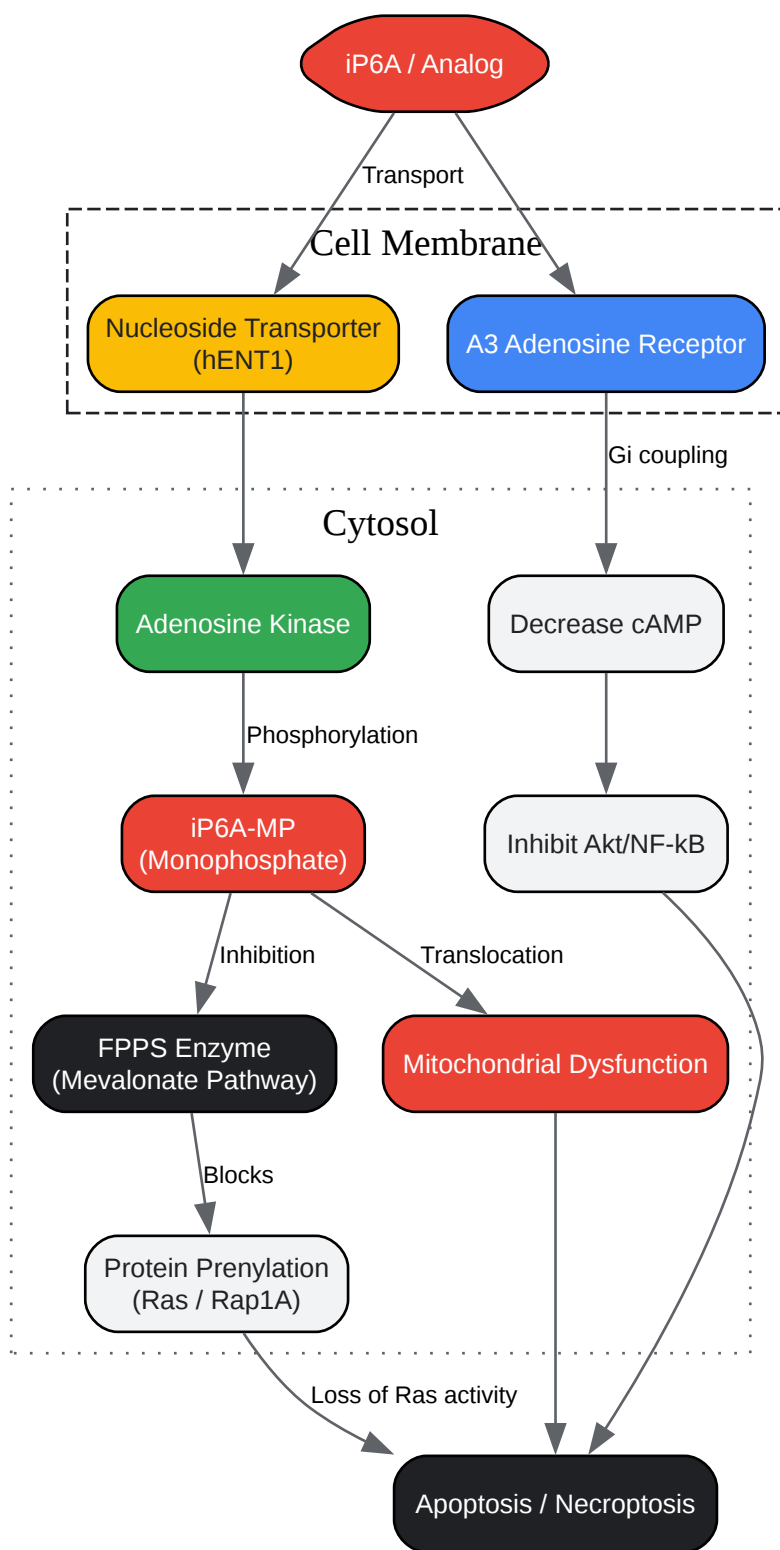 iP6A / Analog
Transport
Cell Membrane
Nucleoside Transporter
(hENT1)
A3 Adenosine Receptor
Gi coupling
Cytosol
Adenosine Kinase
Decrease cAMP
Phosphorylation
iP6A-MP
(Monophosphate)
Inhibit Akt/NF-kB
Inhibition
Translocation
FPPS Enzyme
(Mevalonate Pathway)
Mitochondrial Dysfunction
Blocks
Protein Prenylation
(Ras / Rap1A)
Loss of Ras activity
Apoptosis / Necroptosis